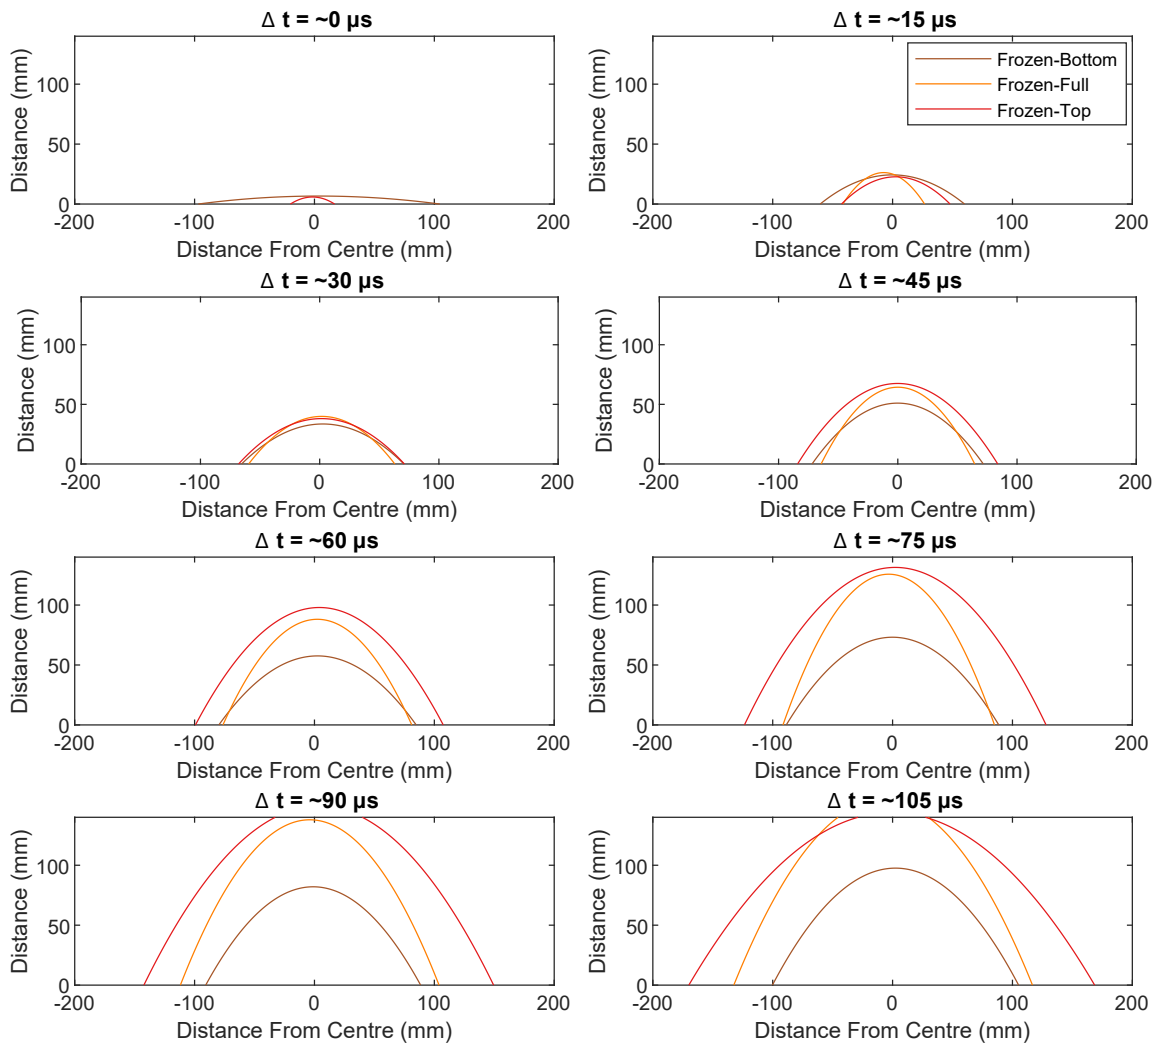 Δ t = ~0 µs
Δ t = ~15 µs
Distance (mm)
100
50
0
-200 -100 0 100 200
Distance From Centre (mm)
Distance (mm)
100
50
0
-200 -100 0 100 200
Distance From Centre (mm)
Frozen-Bottom
Frozen-Full
Frozen-Top
Δ t = ~30 µs
Δ t = ~45 µs
Distance (mm)
100
50
0
-200 -100 0 100 200
Distance From Centre (mm)
Distance (mm)
100
50
0
-200 -100 0 100 200
Distance From Centre (mm)
Δ t = ~60 µs
Δ t = ~75 µs
Distance (mm)
100
50
0
-200 -100 0 100 200
Distance From Centre (mm)
Distance (mm)
100
50
0
-200 -100 0 100 200
Distance From Centre (mm)
Δ t = ~90 µs
Δ t = ~105 µs
Distance (mm)
100
50
0
-200 -100 0 100 200
Distance From Centre (mm)
Distance (mm)
100
50
0
-200 -100 0 100 200
Distance From Centre (mm)